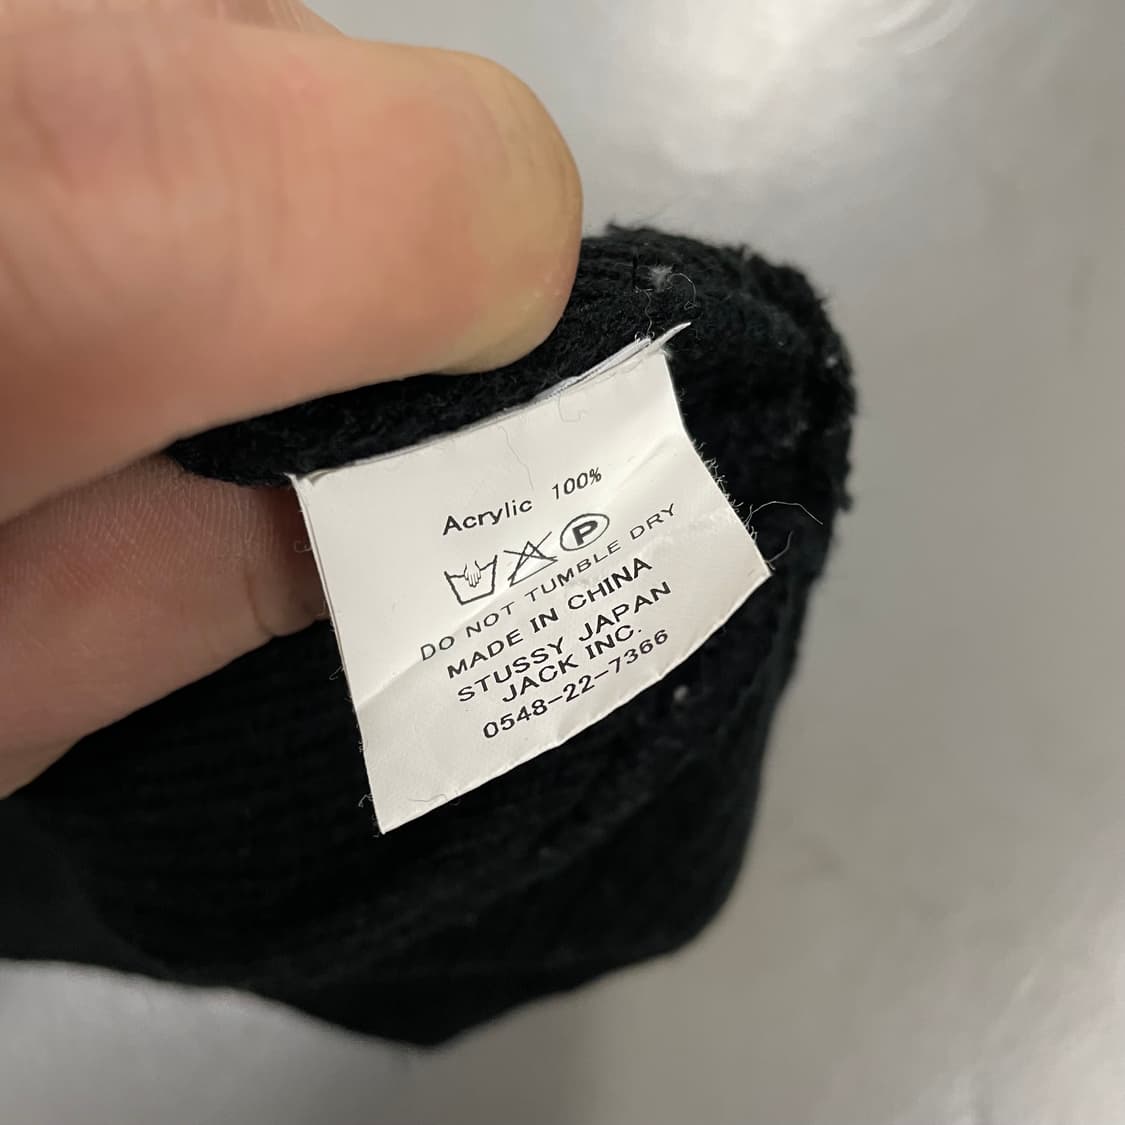 Acrylic 100%
P
DO NOT TUMBLE DRY
MADE IN CHINA
STUSSY JAPAN
JACK INC.
0548-22-7366